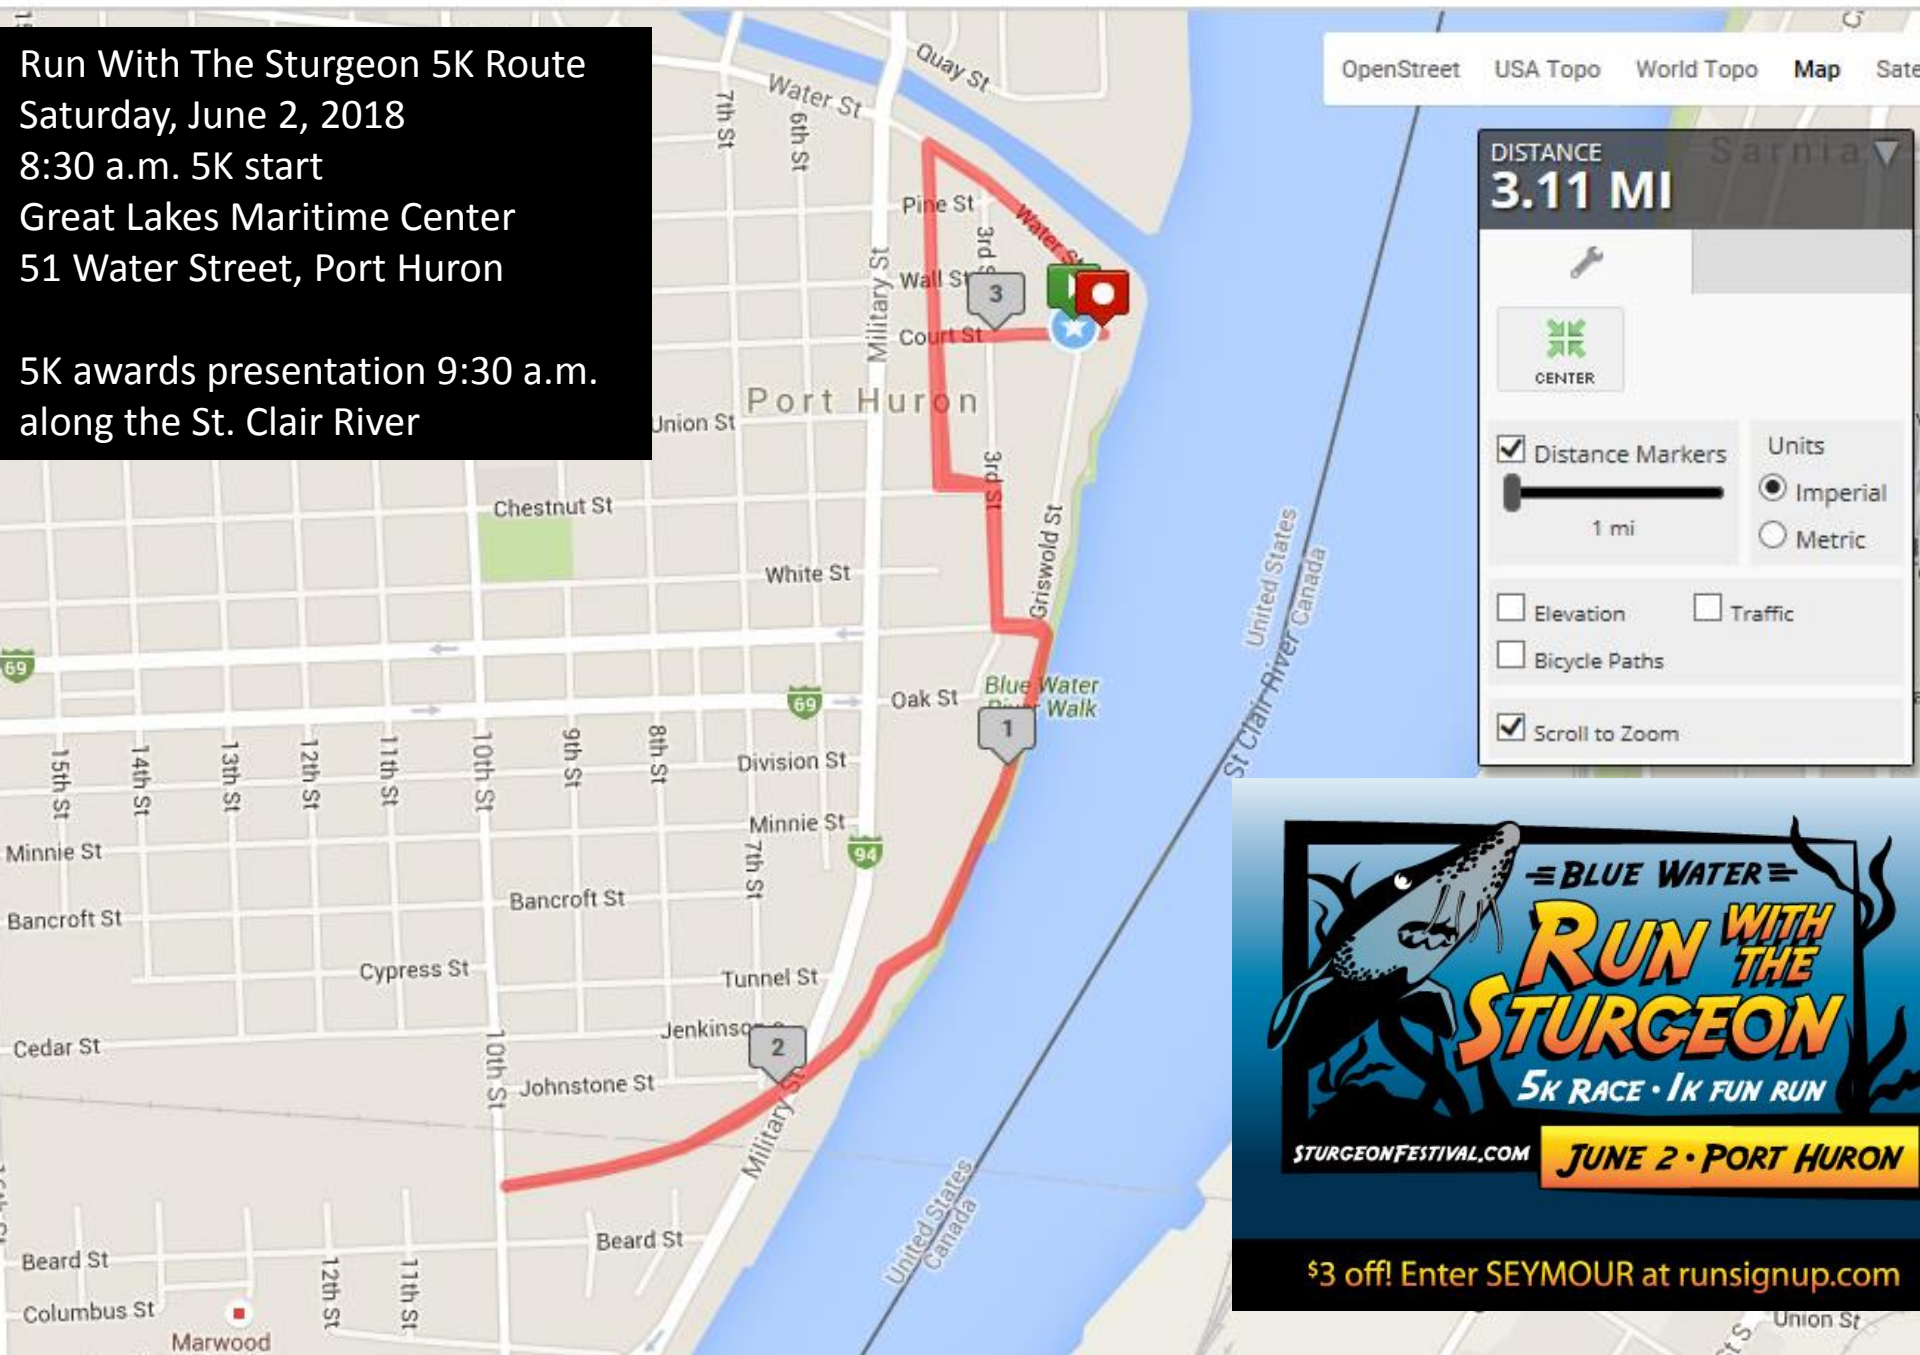 Run With The Sturgeon 5K Route
Saturday, June 2, 2018
8:30 a.m. 5K start
Great Lakes Maritime Center
51 Water Street, Port Huron
5K awards presentation 9:30 a.m.
along the St. Clair River
OpenStreet USA Topo World Topo Map Sate
Sarnia
DISTANCE
3.11 MI
CENTER
Distance Markers
1 mi
Units
Imperial
Metric
Elevation
Traffic
Bicycle Paths
Scroll to Zoom
Quay St
Water St
7th St
6th St
Pine St
Water St
3rd S
Wall St
3
Military St
Court St
Port Huron
Union St
3rd St
Chestnut St
Griswold St
White St
United States
Canada
69
69
Oak St
Blue Water
River Walk
St Clair River
1
15th St
14th St
13th St
12th St
11th St
10th St
9th St
8th St
Division St
Minnie St
7th St
94
Minnie St
Bancroft St
Bancroft St
Cypress St
Tunnel St
Cedar St
10th St
2
Johnstone St
Military St
United States
Canada
Beard St
Beard St
12th St
11th St
Columbus St
Marwood
BLUE WATER
RUN WITH
THE
STURGEON
5K RACE • 1K FUN RUN
STURGEONFESTIVAL.COM
JUNE 2 • PORT HURON
$3 off! Enter SEYMOUR at runsignup.com
Union St